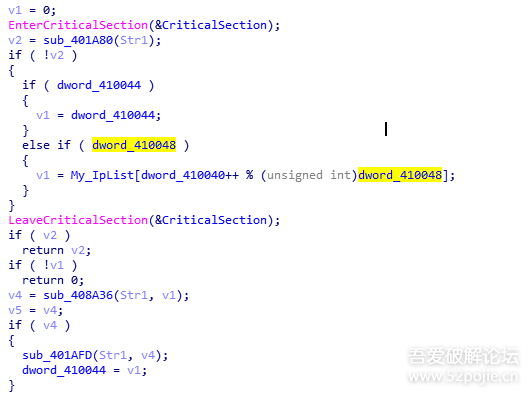 v1 = 0;
EnterCriticalSection(&CriticalSection);
v2 = sub_401A80(Str1);
if ( !v2 )
{
if ( dword_410044 )
{
v1 = dword_410044;
}
else if ( dword_410048 )
{
v1 = My_IpList[dword_410040++ % (unsigned int)dword_410048];
}
}
LeaveCriticalSection(&CriticalSection);
if ( v2 )
return v2;
if ( !v1 )
return 0;
v4 = sub_408A36(Str1, v1);
v5 = v4;
if ( v4 )
{
sub_401AFD(Str1, v4);
dword_410044 = v1;
}
吾爱破解论坛
www.52pojie.cn